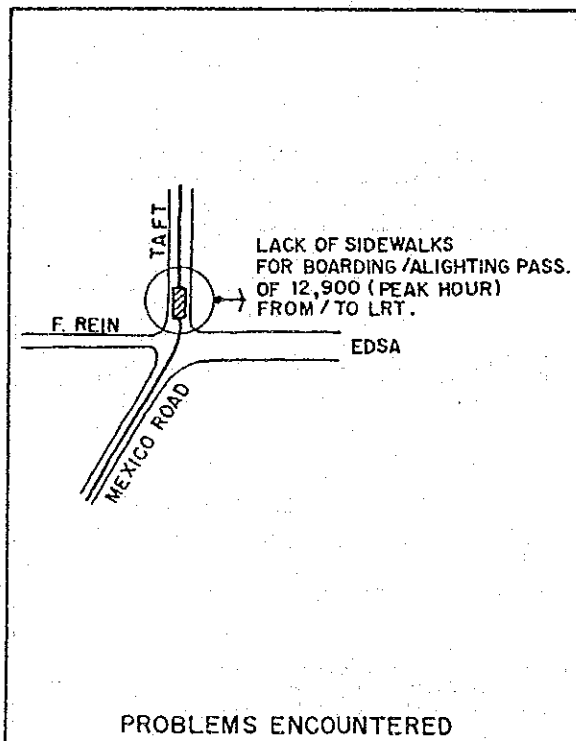 TAFT
LACK OF SIDEWALKS
FOR BOARDING/ALIGHTING PASS.
OF 12,900 (PEAK HOUR)
FROM/TO LRT.
F. REIN
EDSA
MEXICO ROAD
PROBLEMS ENCOUNTERED